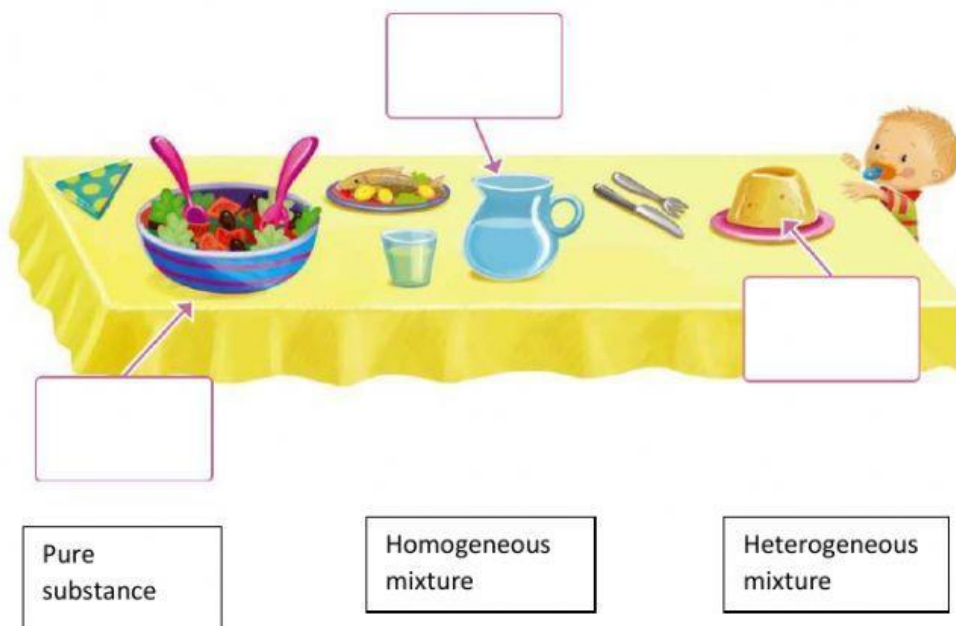 Pure
substance
Homogeneous
mixture
Heterogeneous
mixture